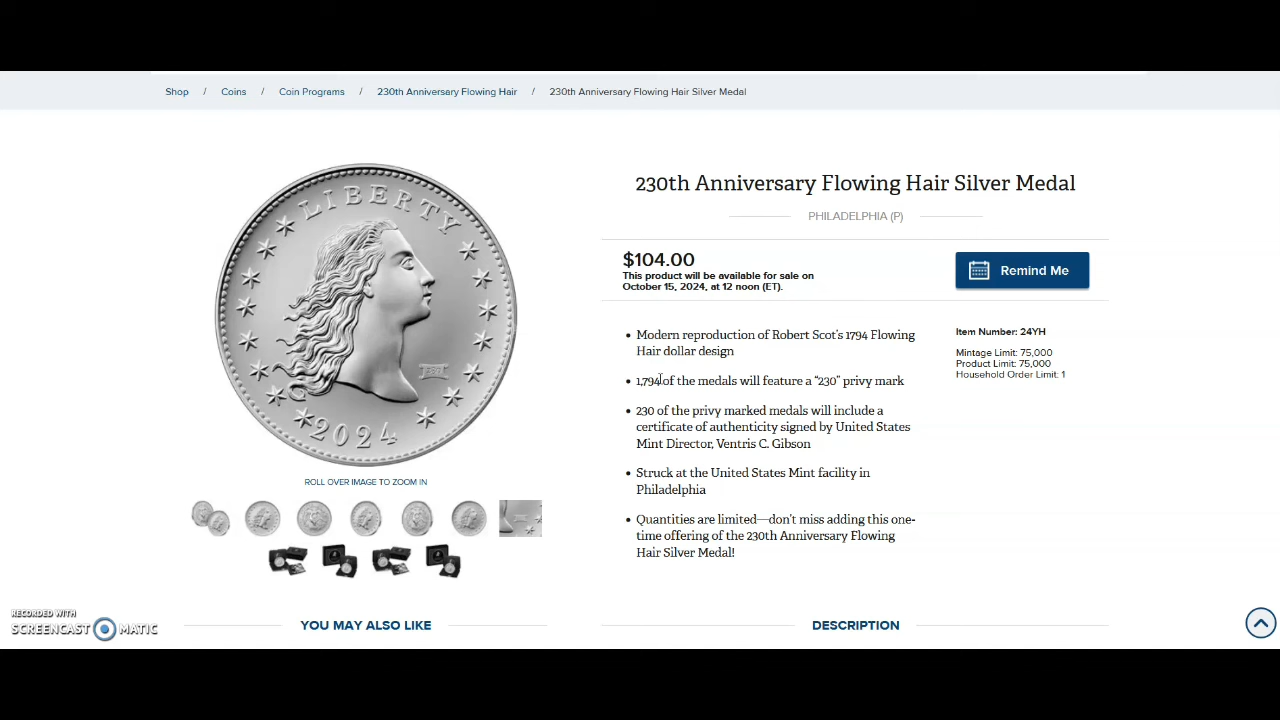 Shop / Coins / Coin Programs / 230th Anniversary Flowing Hair / 230th Anniversary Flowing Hair Silver Medal
LIBERTY
230
2024
ROLL OVER IMAGE TO ZOOM IN
230th Anniversary Flowing Hair Silver Medal
PHILADELPHIA (P)
$104.00
This product will be available for sale on
October 15, 2024, at 12 noon (ET).
Remind Me
• Modern reproduction of Robert Scot's 1794 Flowing
Hair dollar design
• 1,794 of the medals will feature a “230” privy mark
• 230 of the privy marked medals will include a
certificate of authenticity signed by United States
Mint Director, Ventris C. Gibson
• Struck at the United States Mint facility in
Philadelphia
• Quantities are limited—don't miss adding this one-
time offering of the 230th Anniversary Flowing
Hair Silver Medal!
Item Number: 24YH
Mintage Limit: 75,000
Product Limit: 75,000
Household Order Limit: 1
RECORDED WITH
SCREENCAST MATIC
YOU MAY ALSO LIKE
DESCRIPTION